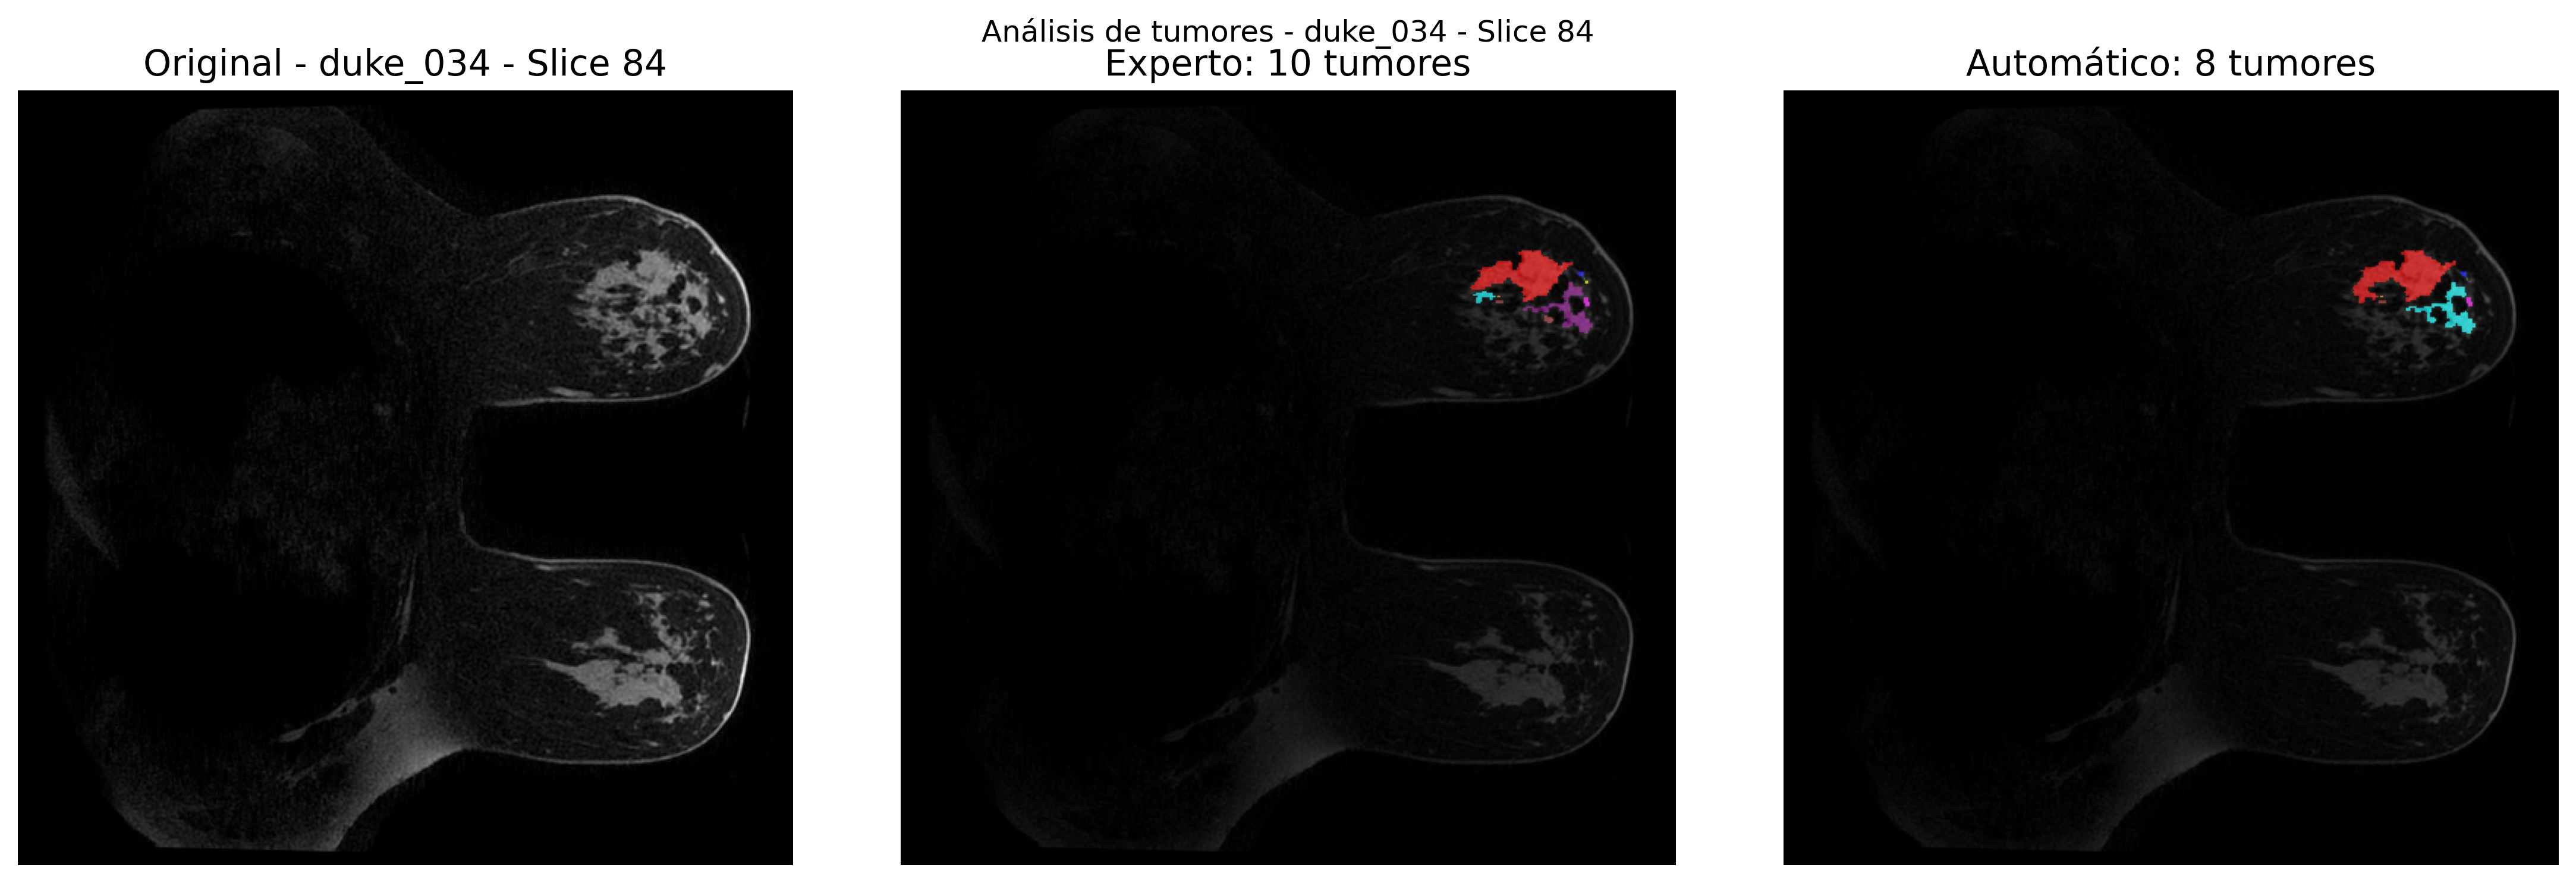 Análisis de tumores - duke_034 - Slice 84
Original - duke_034 - Slice 84
Experto: 10 tumores
Automático: 8 tumores